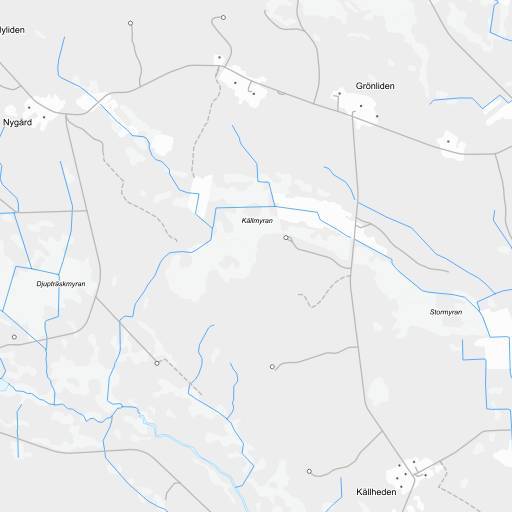 Grönliden
Nygård
Källmyran
Djupträskmyran
Stormyran
Källheden